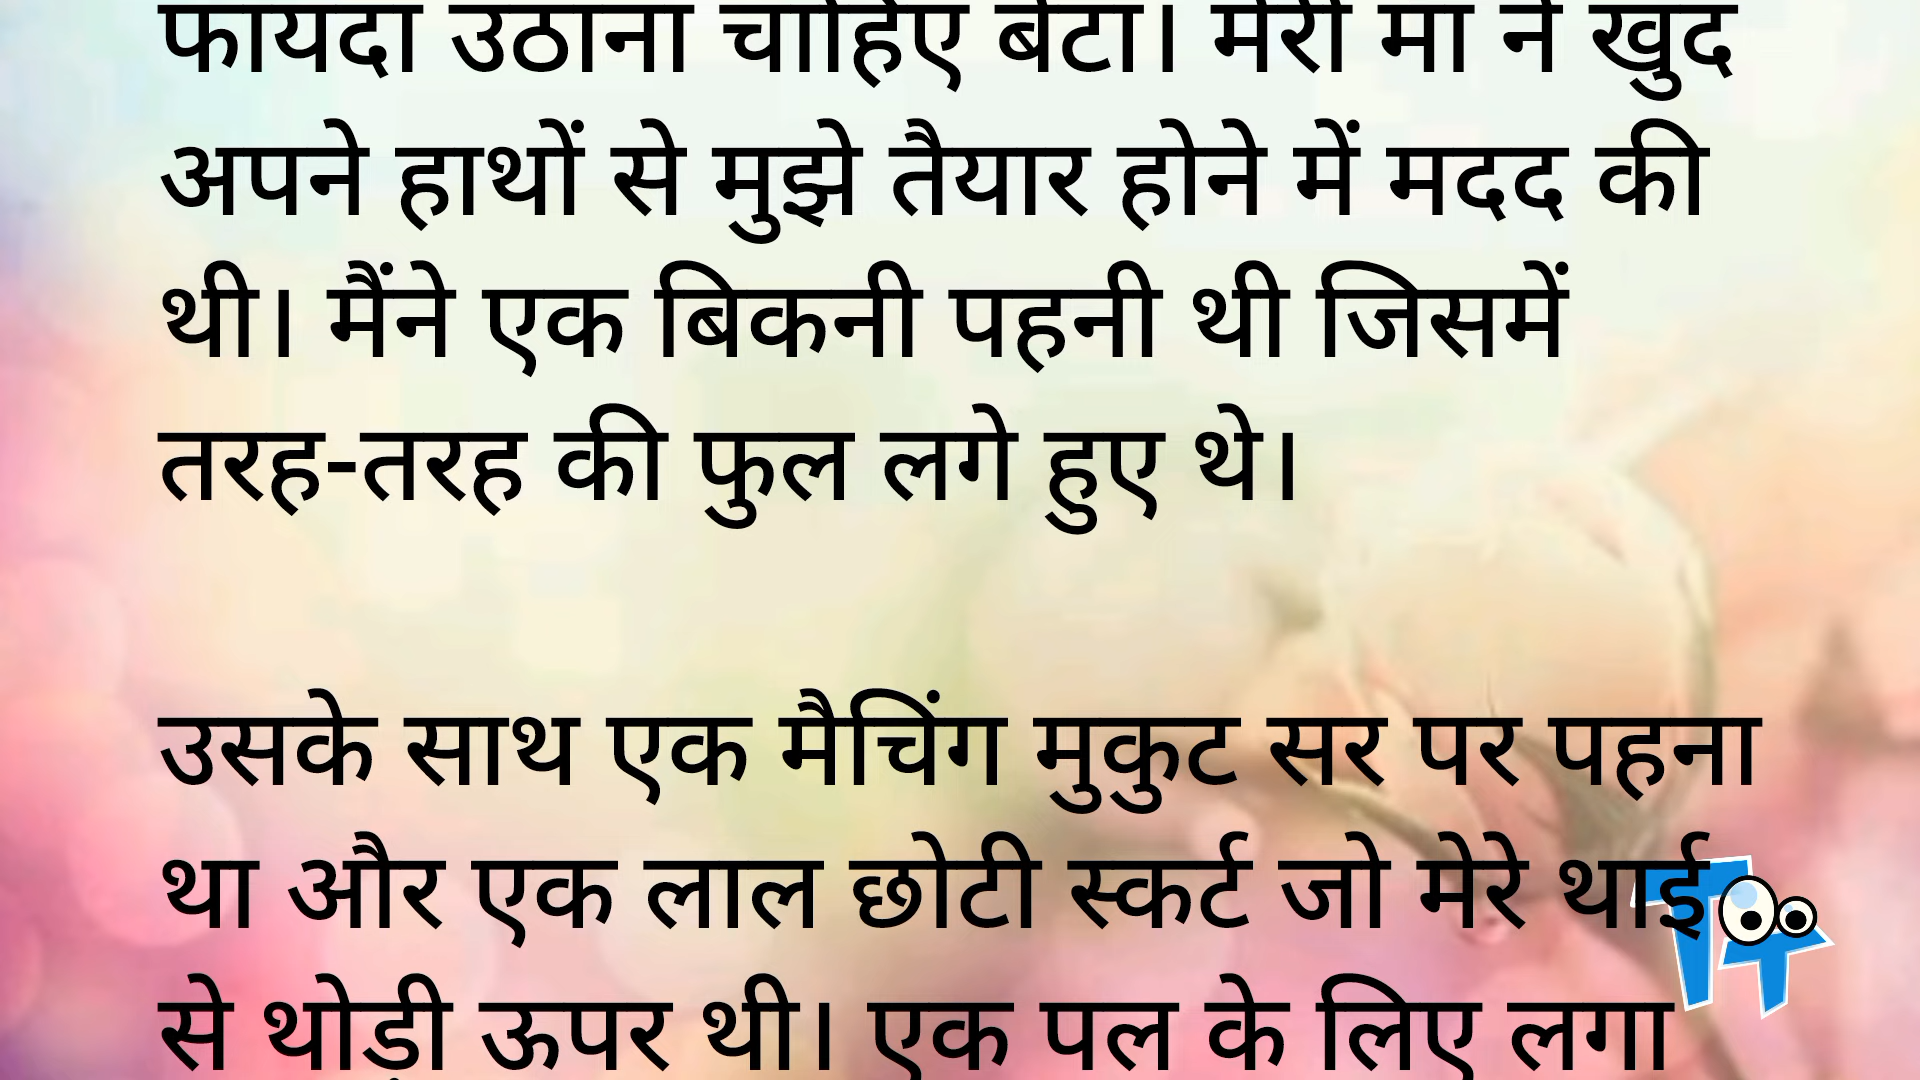 फायदा उठाना चाहिए बेटा। मेरी मां ने खुद
अपने हाथों से मुझे तैयार होने में मदद की
थी। मैंने एक बिकनी पहनी थी जिसमें
तरह-तरह की फुल लगे हुए थे।
उसके साथ एक मैचिंग मुकुट सर पर पहना
था और एक लाल छोटी स्कर्ट जो मेरे थाई
से थोड़ी ऊपर थी। एक पल के लिए लगा